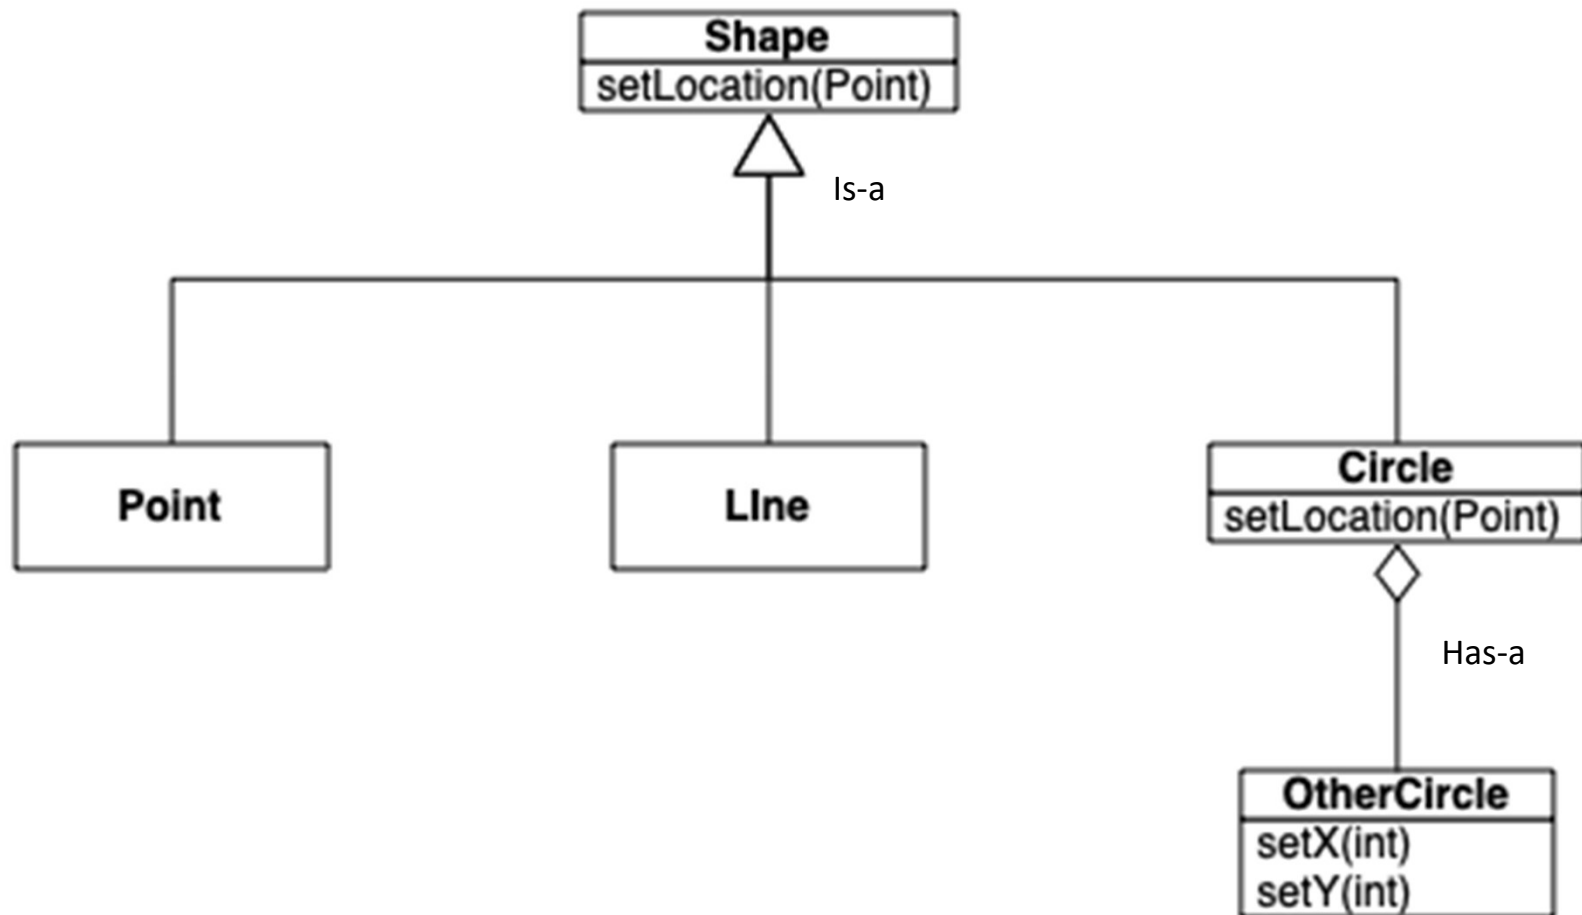 Shape
setLocation(Point)
Is-a
Point
LIne
Circle
setLocation(Point)
Has-a
OtherCircle
setX(int)
setY(int)